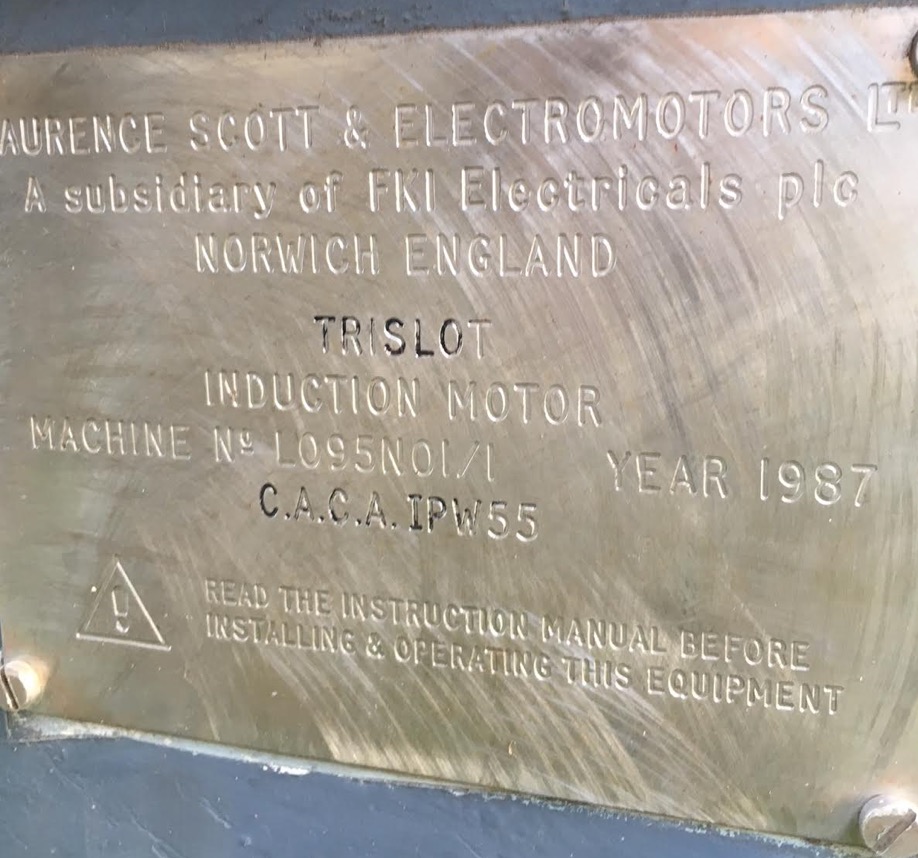 AURENCE SCOTT & ELECTROMOTORS LT
A subsidiary of FKI Electricals plc
NORWICH ENGLAND
TRISLOT
INDUCTION MOTOR
MACHINE Nº L095N01/1 YEAR 1987
C.A.C.A. IPW55
READ THE INSTRUCTION MANUAL BEFORE
INSTALLING & OPERATING THIS EQUIPMENT